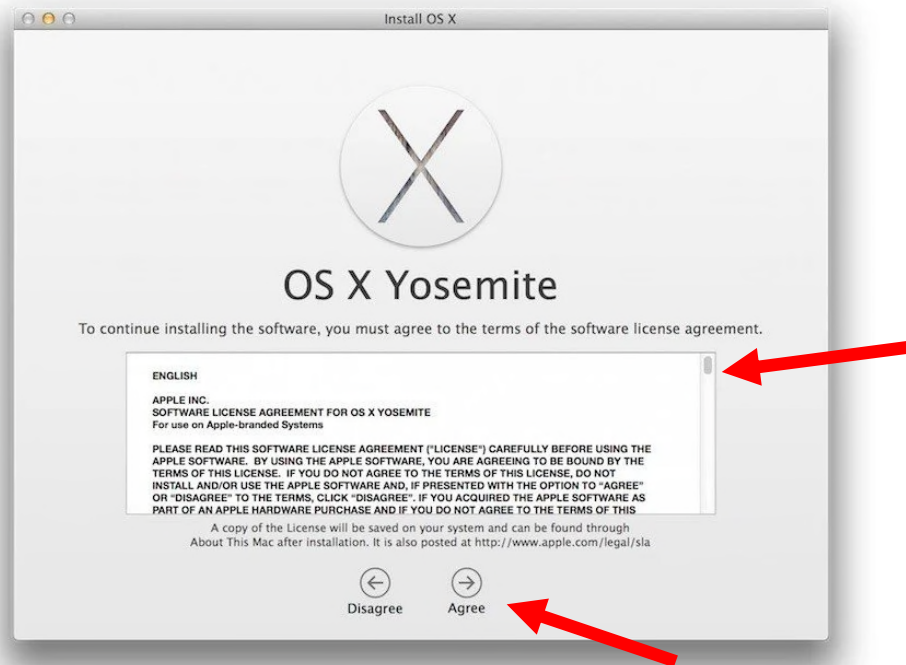 Install OS X
OS X Yosemite
To continue installing the software, you must agree to the terms of the software license agreement.
ENGLISH
APPLE INC.
SOFTWARE LICENSE AGREEMENT FOR OS X YOSEMITE
For use on Apple-branded Systems
PLEASE READ THIS SOFTWARE LICENSE AGREEMENT ("LICENSE") CAREFULLY BEFORE USING THE
APPLE SOFTWARE.  BY USING THE APPLE SOFTWARE, YOU ARE AGREEING TO BE BOUND BY THE
TERMS OF THIS LICENSE.  IF YOU DO NOT AGREE TO THE TERMS OF THIS LICENSE, DO NOT
INSTALL AND/OR USE THE APPLE SOFTWARE AND, IF PRESENTED WITH THE OPTION TO “AGREE”
OR “DISAGREE” TO THE TERMS, CLICK “DISAGREE”. IF YOU ACQUIRED THE APPLE SOFTWARE AS
PART OF AN APPLE HARDWARE PURCHASE AND IF YOU DO NOT AGREE TO THE TERMS OF THIS
A copy of the License will be saved on your system and can be found through
About This Mac after installation. It is also posted at http://www.apple.com/legal/sla
Disagree Agree